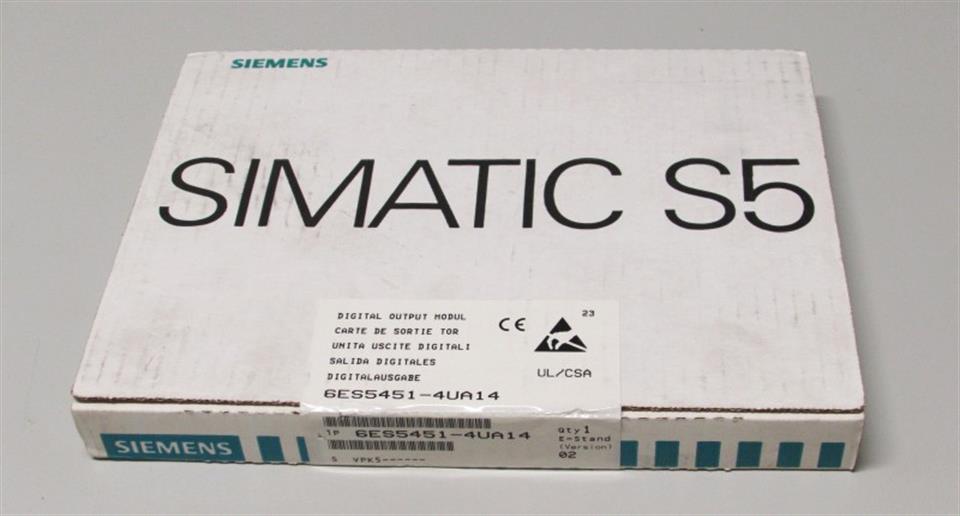 SIEMENS
SIMATIC S5
DIGITAL OUTPUT MODUL
CARTE DE SORTIE TOR
UNITA USCITE DIGITALI
SALIDA DIGITALES
DIGITALAUSGABE
6ES5451-4UA14
CE
23
UL/CSA
1P 6ES5451-4UA14
S VPK5------
Qty 1
E-Stand
(Version)
02
SIEMENS